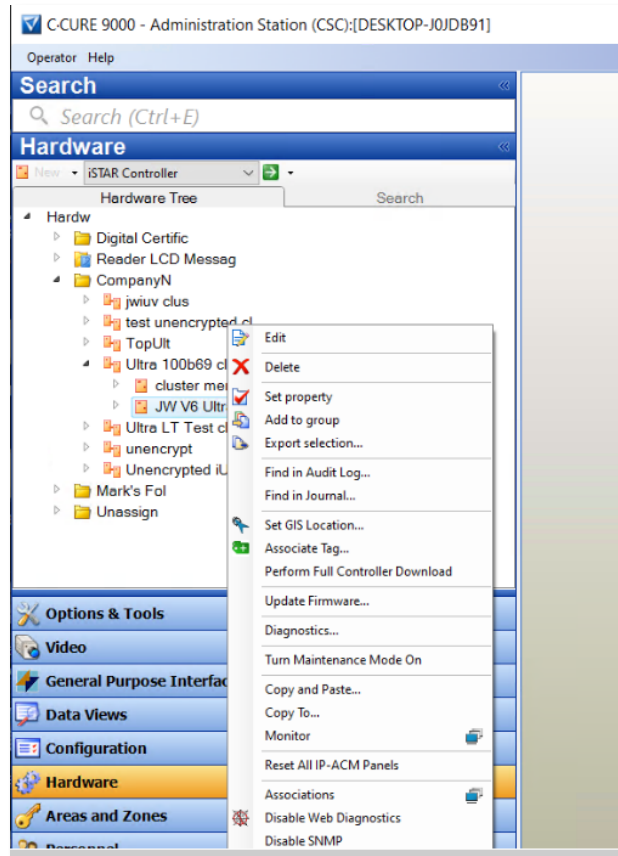 C•CURE 9000 - Administration Station (CSC):[DESKTOP-J0JDB91]
Operator Help
Search
Search (Ctrl+E)
Hardware
New iSTAR Controller
Hardware Tree Search
Hardw
Digital Certific
Reader LCD Messag
CompanyN
jwiuv clus
test unencrypted cl
TopUlt
Ultra 100b69 cl
cluster me
JW V6 Ultr
Ultra LT Test cl
unencrypt
Unencrypted iU
Mark's Fol
Unassign
Edit
Delete
Set property
Add to group
Export selection...
Find in Audit Log...
Find in Journal...
Set GIS Location...
Associate Tag...
Perform Full Controller Download
Update Firmware...
Diagnostics...
Turn Maintenance Mode On
Copy and Paste...
Copy To...
Monitor
Reset All IP-ACM Panels
Associations
Disable Web Diagnostics
Disable SNMP
Options & Tools
Video
General Purpose Interfac
Data Views
Configuration
Hardware
Areas and Zones
Personnel